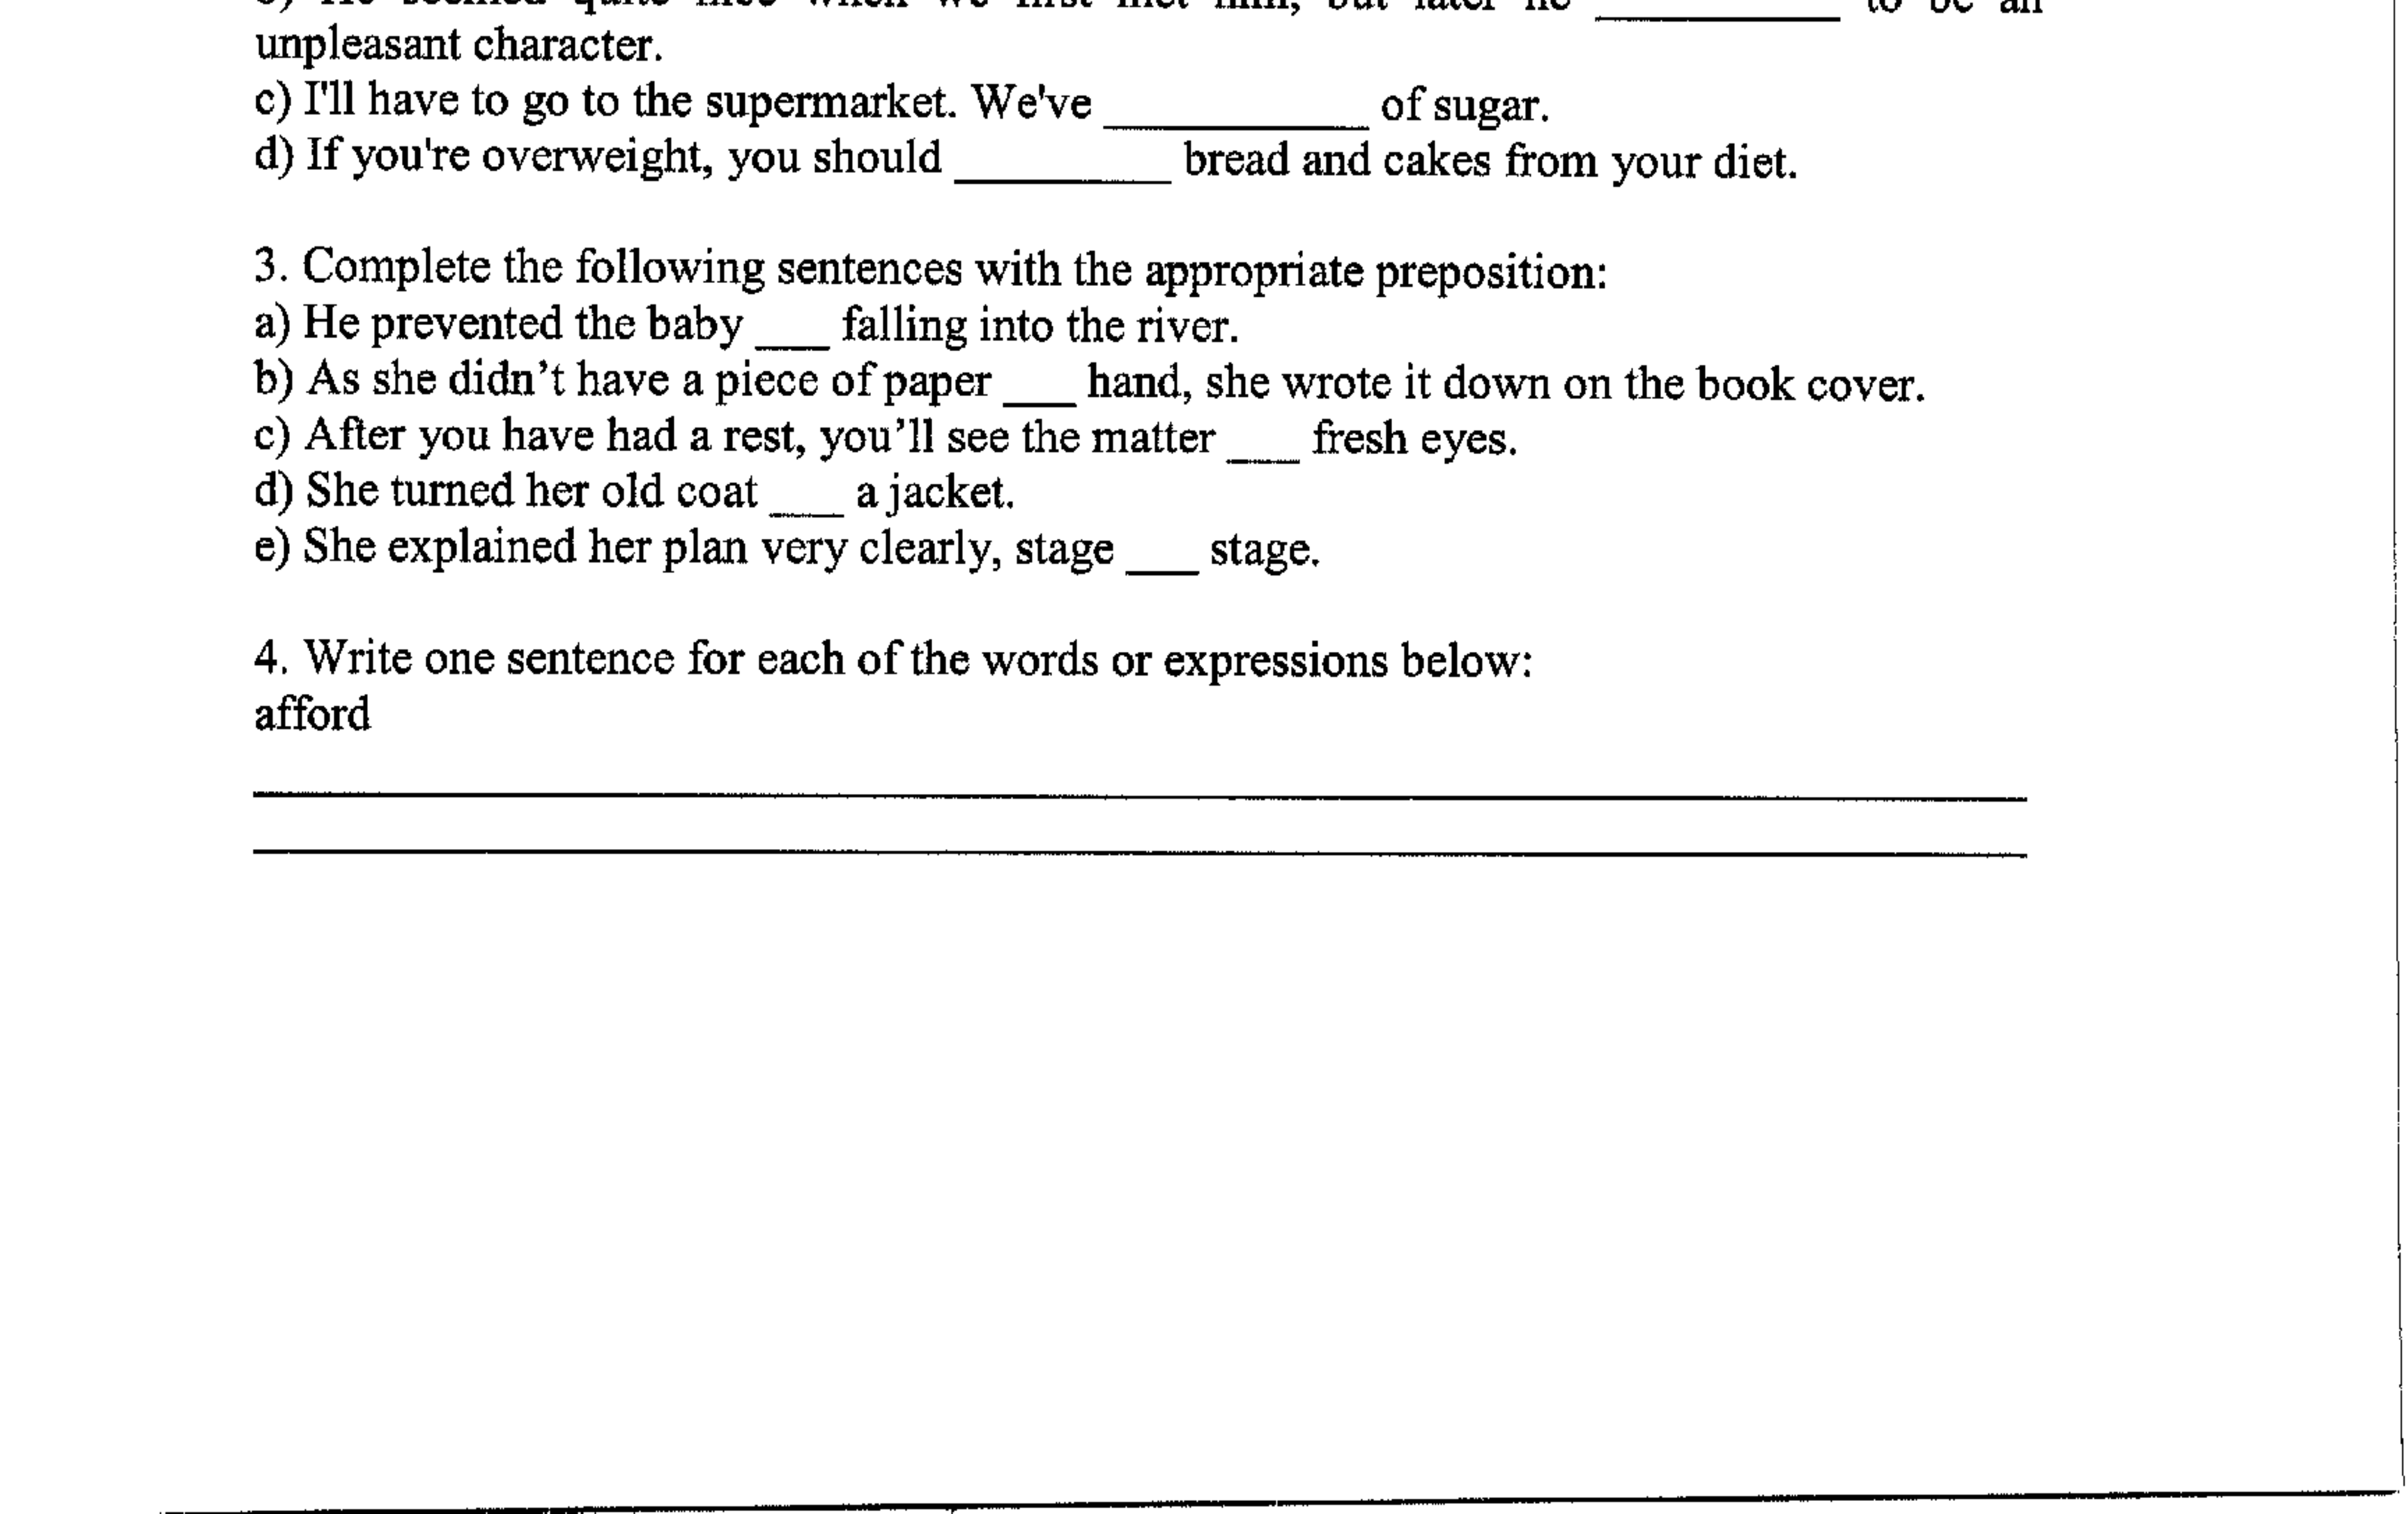 b) He seemed quite nice when we first met him, but later he __________ to be an
unpleasant character.
c) I'll have to go to the supermarket. We've __________ of sugar.
d) If you're overweight, you should ________ bread and cakes from your diet.
3. Complete the following sentences with the appropriate preposition:
a) He prevented the baby ___ falling into the river.
b) As she didn’t have a piece of paper ___ hand, she wrote it down on the book cover.
c) After you have had a rest, you’ll see the matter ___ fresh eyes.
d) She turned her old coat ___ a jacket.
e) She explained her plan very clearly, stage ___ stage.
4. Write one sentence for each of the words or expressions below:
afford